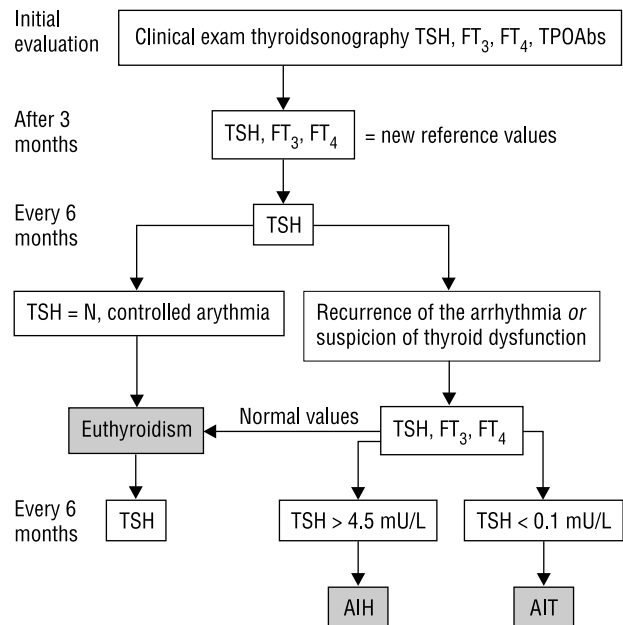 Initial
evaluation
Clinical exam thyroidsonography TSH, FT₃, FT₄, TPOAbs
After 3
months
TSH, FT₃, FT₄
= new reference values
Every 6
months
TSH
TSH = N, controlled arythmia
Recurrence of the arrhythmia or
suspicion of thyroid dysfunction
Euthyroidism
Normal values
TSH, FT₃, FT₄
Every 6
months
TSH
TSH > 4.5 mU/L
TSH < 0.1 mU/L
AIH
AIT